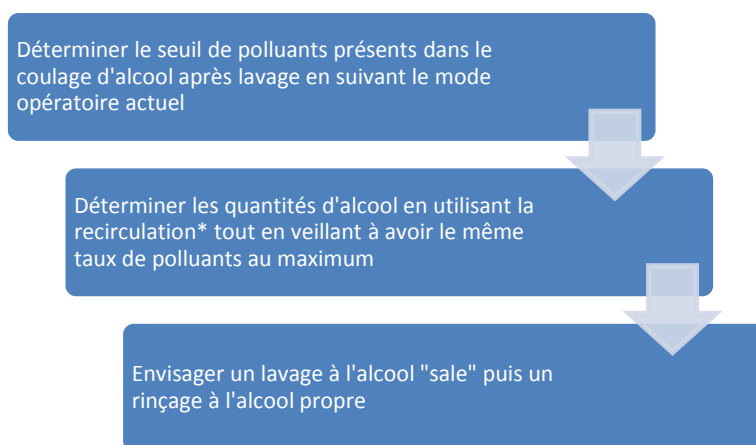 Déterminer le seuil de polluants présents dans le
coulage d'alcool après lavage en suivant le mode
opératoire actuel
Déterminer les quantités d'alcool en utilisant la
recirculation* tout en veillant à avoir le même
taux de polluants au maximum
Envisager un lavage à l'alcool "sale" puis un
rinçage à l'alcool propre